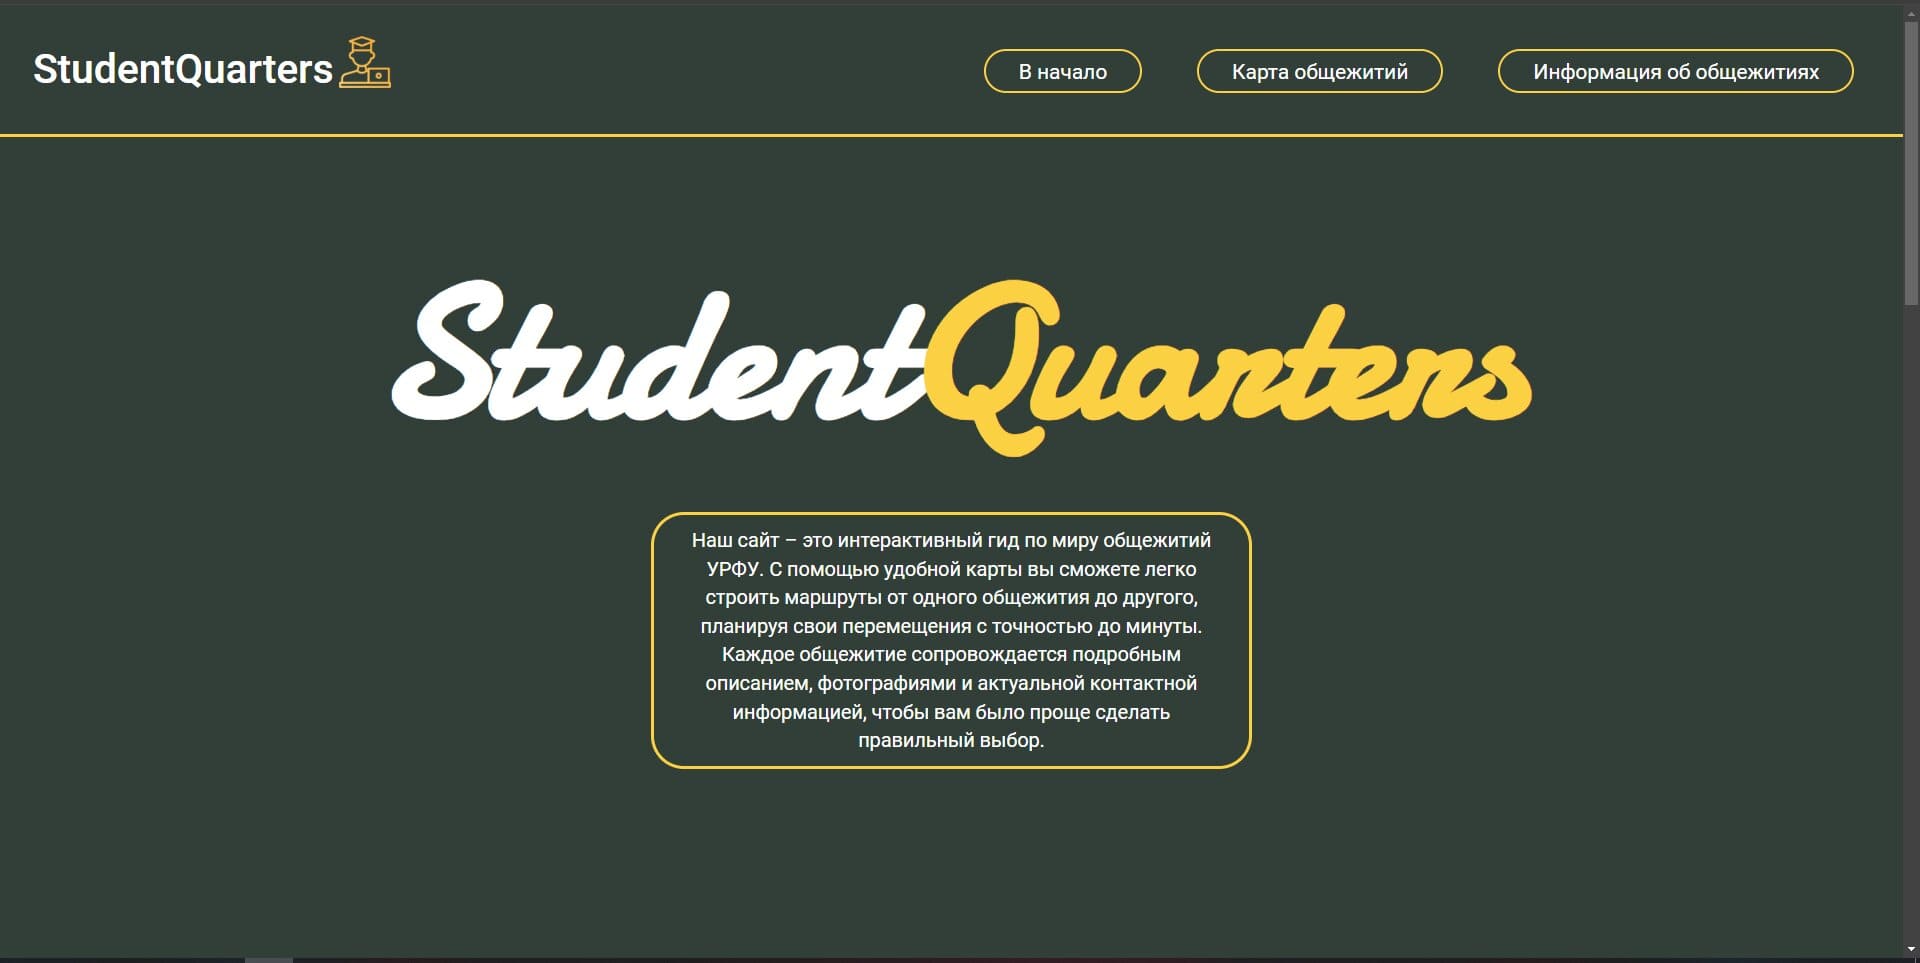 StudentQuarters
В начало
Карта общежитий
Информация об общежитиях
StudentQuarters
Наш сайт – это интерактивный гид по миру общежитий
УРФУ. С помощью удобной карты вы сможете легко
строить маршруты от одного общежития до другого,
планируя свои перемещения с точностью до минуты.
Каждое общежитие сопровождается подробным
описанием, фотографиями и актуальной контактной
информацией, чтобы вам было проще сделать
правильный выбор.